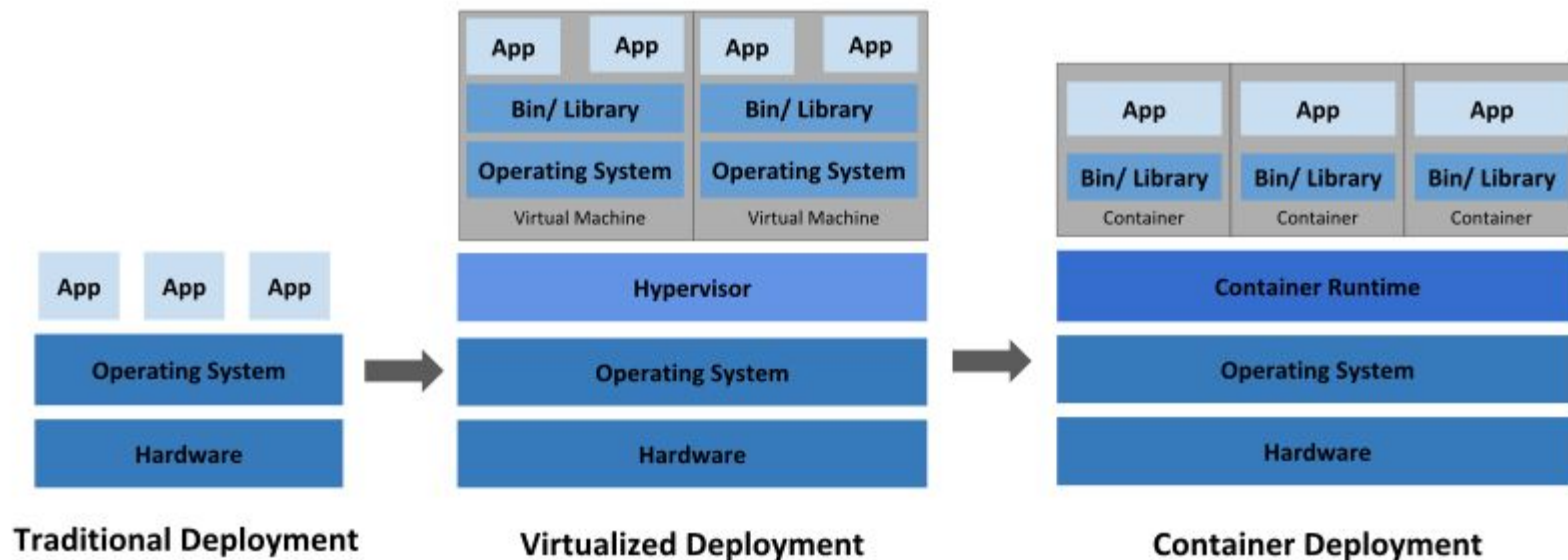 App
App
App
Operating System
Hardware
Traditional Deployment
App
App
App
App
Bin/ Library
Bin/ Library
Operating System
Operating System
Virtual Machine
Virtual Machine
Hypervisor
Operating System
Hardware
Virtualized Deployment
App
App
App
Bin/ Library
Bin/ Library
Bin/ Library
Container
Container
Container
Container Runtime
Operating System
Hardware
Container Deployment